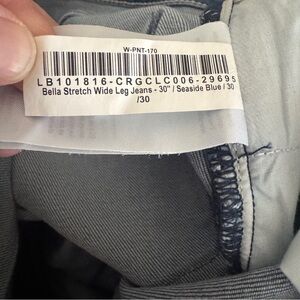 W-PNT-170
LB101816-CRGCLC006-29695
Bella Stretch Wide Leg Jeans - 30" / Seaside Blue / 30
/30